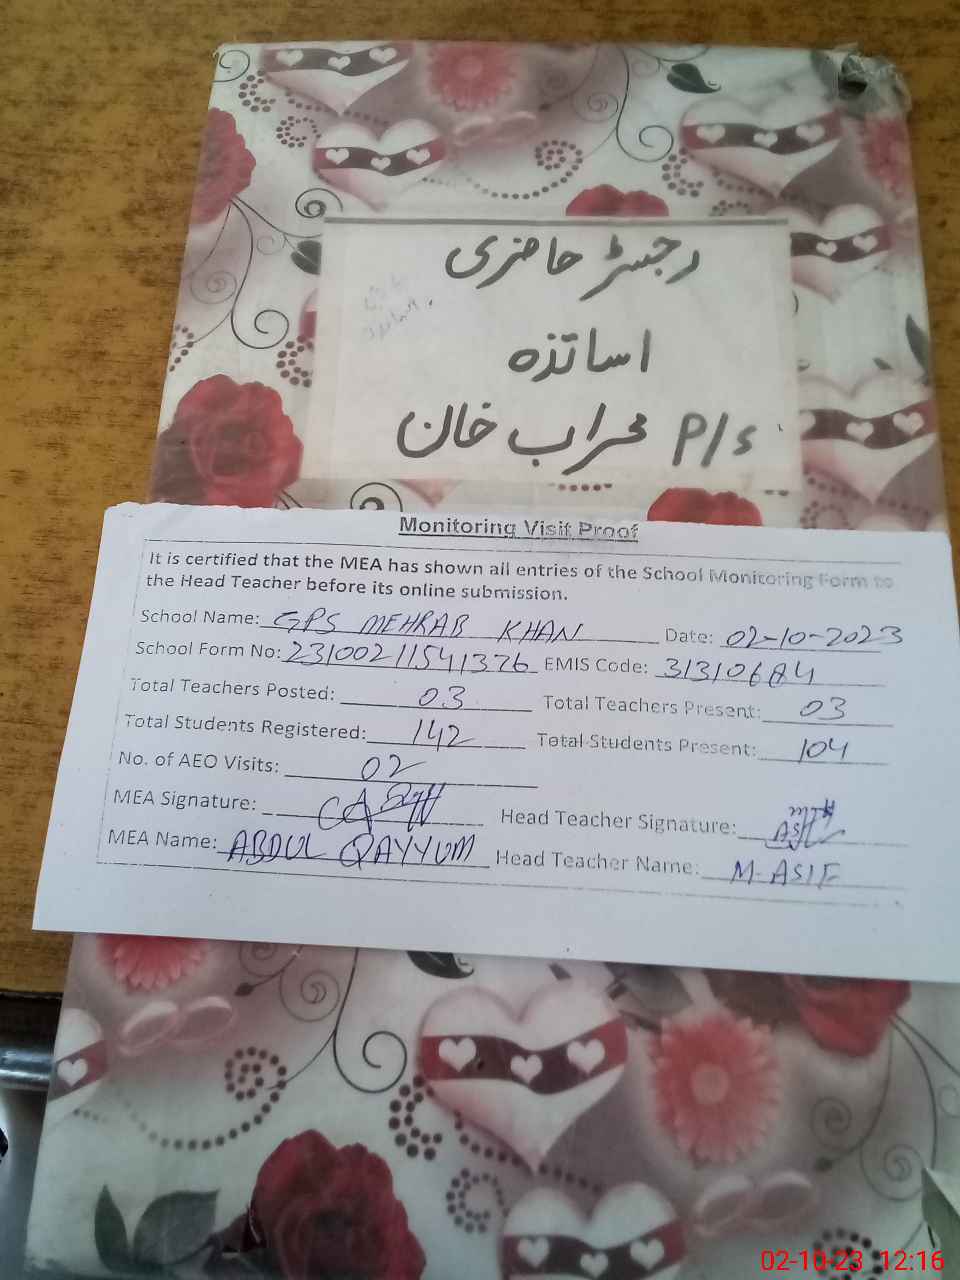 رجسٹر حاضری
اساتذہ
P/s محراب خان
Monitoring Visit Proof
It is certified that the MEA has shown all entries of the School Monitoring Form to
the Head Teacher before its online submission.
School Name: GPS MEHRAB KHAN Date: 02-10-2023
School Form No: 23100211541376 EMIS Code: 31310684
Total Teachers Posted: 03 Total Teachers Present: 03
Total Students Registered: 142 Total Students Present: 104
No. of AEO Visits: 02
MEA Signature: Head Teacher Signature: Asif
MEA Name: ABDUL QAYYUM Head Teacher Name: M-ASIF
02-10-23 12:16